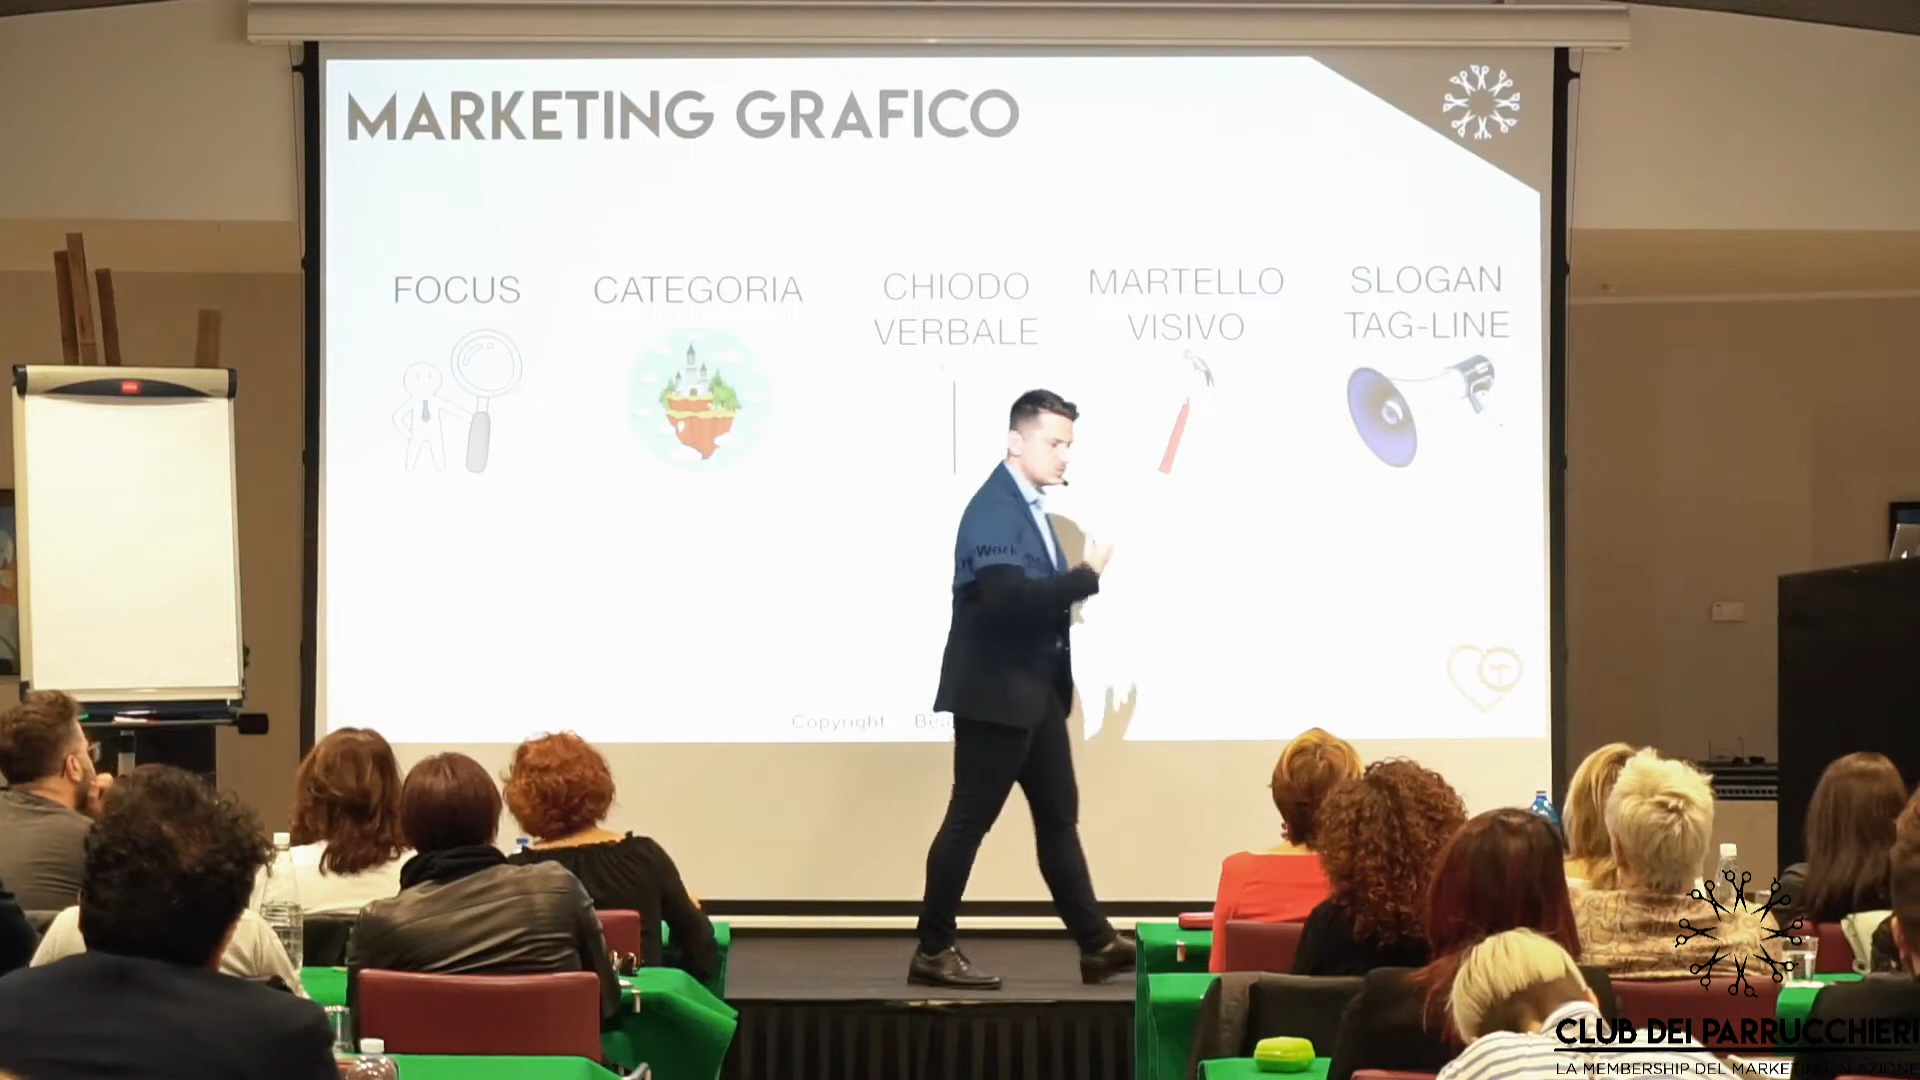 MARKETING GRAFICO
FOCUS
CATEGORIA
CHIODO
VERBALE
MARTELLO
VISIVO
SLOGAN
TAG-LINE
Work
Copyright
CLUB DEI PARRUCCHIERI
LA MEMBERSHIP DEL MARKETING IN AZIONE